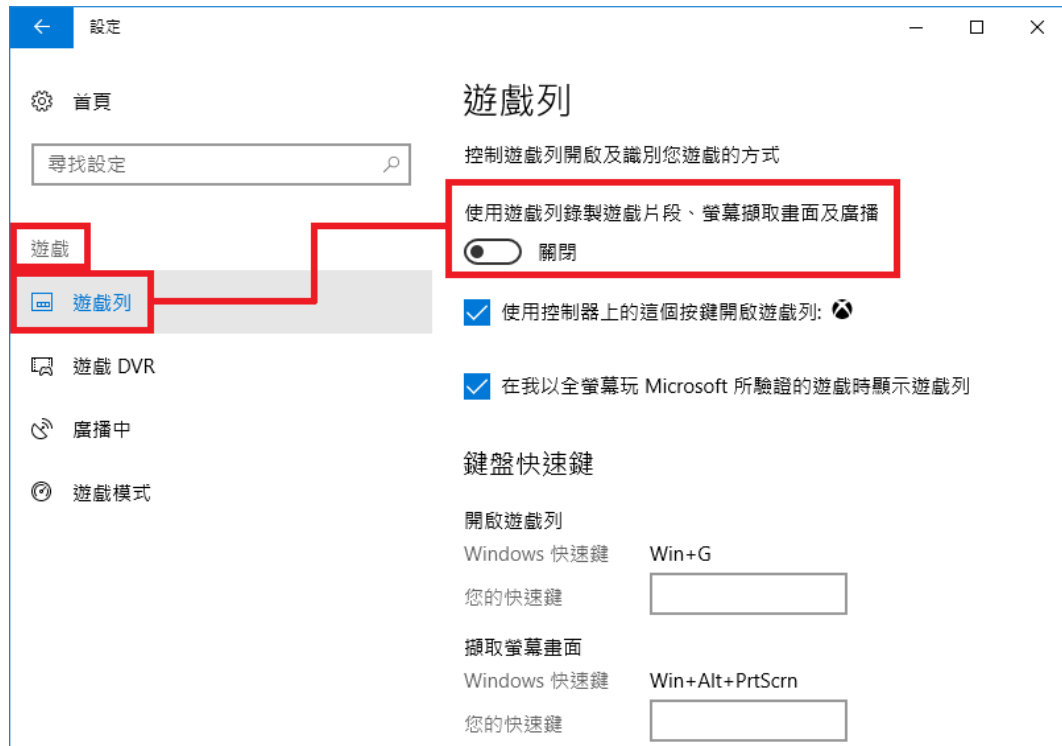 設定
首頁
尋找設定
遊戲
遊戲列
遊戲 DVR
廣播中
遊戲模式
遊戲列
控制遊戲列開啟及識別您遊戲的方式
使用遊戲列錄製遊戲片段、螢幕擷取畫面及廣播
關閉
使用控制器上的這個按鍵開啟遊戲列:
在我以全螢幕玩 Microsoft 所驗證的遊戲時顯示遊戲列
鍵盤快速鍵
開啟遊戲列
Windows 快速鍵 Win+G
您的快速鍵
擷取螢幕畫面
Windows 快速鍵 Win+Alt+PrtScrn
您的快速鍵